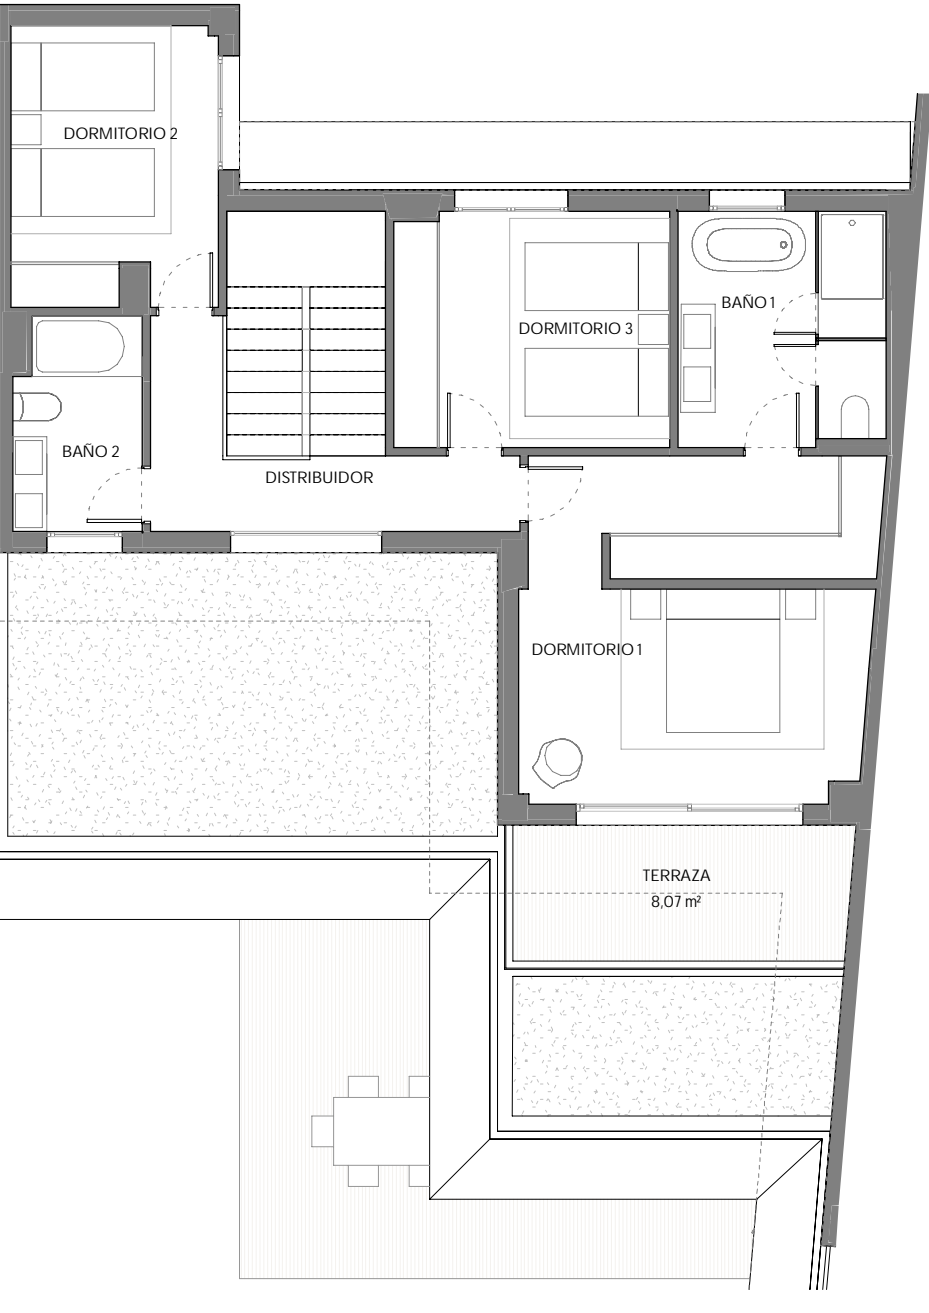 DORMITORIO 2
BAÑO 1
DORMITORIO 3
BAÑO 2
DISTRIBUIDOR
DORMITORIO 1
TERRAZA
8,07 m²